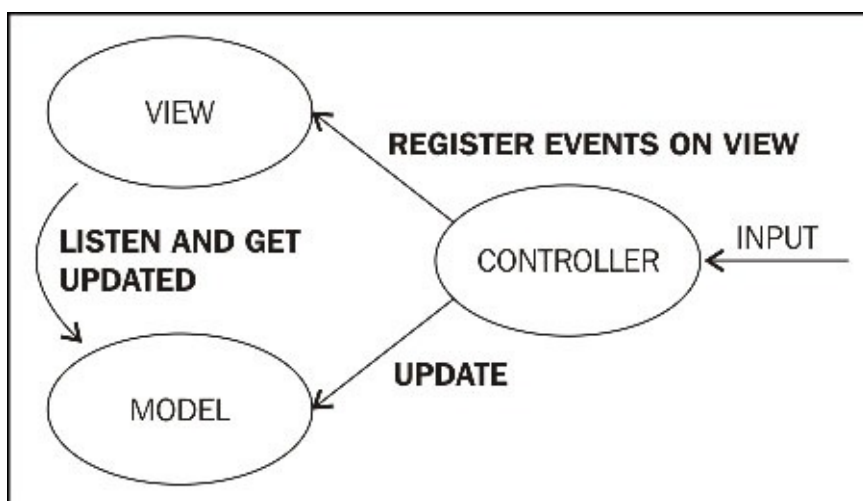 VIEW
REGISTER EVENTS ON VIEW
LISTEN AND GET
UPDATED
INPUT
CONTROLLER
UPDATE
MODEL